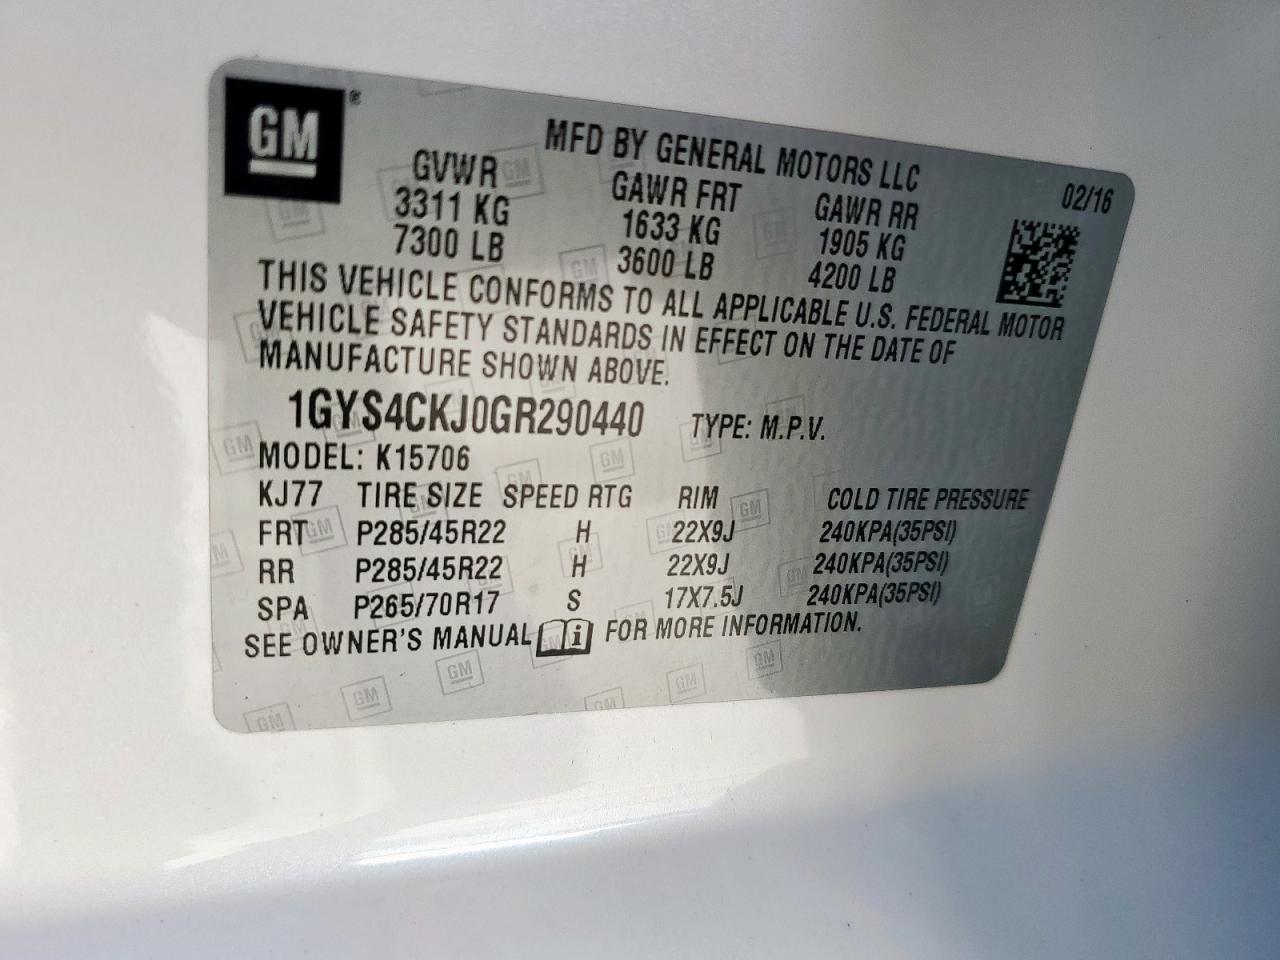 GM ®
MFD BY GENERAL MOTORS LLC
02/16
GVWR GAWR FRT GAWR RR
3311 KG 1633 KG 1905 KG
7300 LB 3600 LB 4200 LB
THIS VEHICLE CONFORMS TO ALL APPLICABLE U.S. FEDERAL MOTOR
VEHICLE SAFETY STANDARDS IN EFFECT ON THE DATE OF
MANUFACTURE SHOWN ABOVE.
1GYS4CKJ0GR290440 TYPE: M.P.V.
MODEL: K15706
KJ77 TIRE SIZE SPEED RTG RIM COLD TIRE PRESSURE
FRT P285/45R22 H 22X9J 240KPA(35PSI)
RR P285/45R22 H 22X9J 240KPA(35PSI)
SPA P265/70R17 S 17X7.5J 240KPA(35PSI)
SEE OWNER'S MANUAL i FOR MORE INFORMATION.